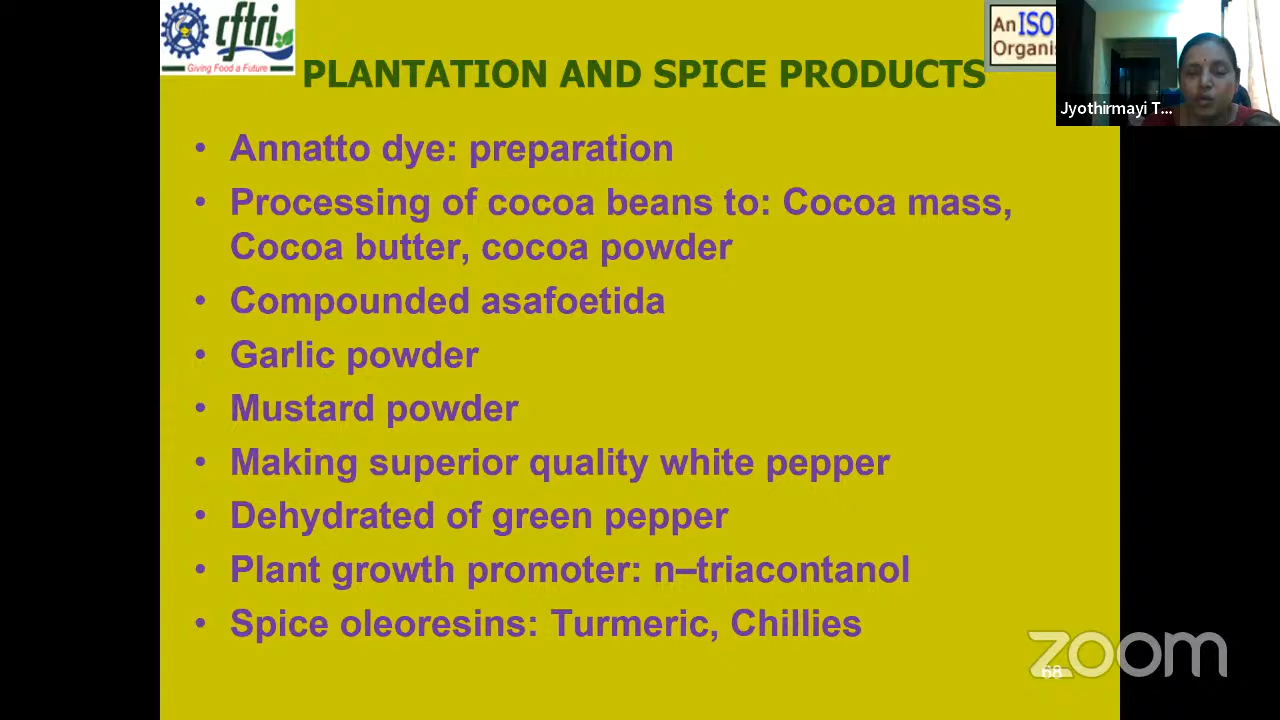 cftri
Giving Food a Future
An ISO
Organis
PLANTATION AND SPICE PRODUCTS
Jyothirmayi T...
• Annatto dye: preparation
• Processing of cocoa beans to: Cocoa mass,
Cocoa butter, cocoa powder
• Compounded asafoetida
• Garlic powder
• Mustard powder
• Making superior quality white pepper
• Dehydrated of green pepper
• Plant growth promoter: n–triacontanol
• Spice oleoresins: Turmeric, Chillies
zoom
68